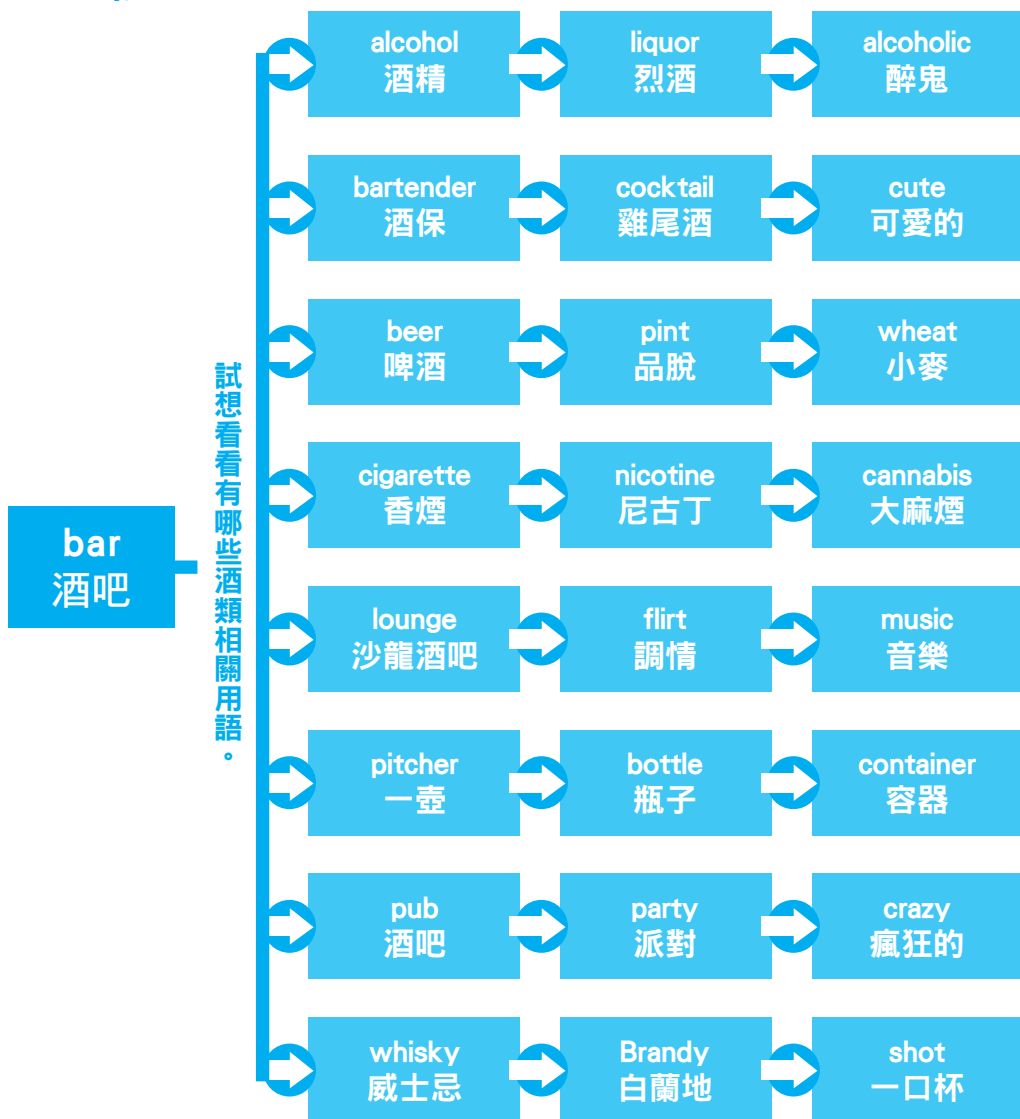 bar
酒吧
試想看看有哪些酒類相關用語。
alcohol
酒精
liquor
烈酒
alcoholic
醉鬼
bartender
酒保
cocktail
雞尾酒
cute
可愛的
beer
啤酒
pint
品脫
wheat
小麥
cigarette
香煙
nicotine
尼古丁
cannabis
大麻煙
lounge
沙龍酒吧
flirt
調情
music
音樂
pitcher
一壺
bottle
瓶子
container
容器
pub
酒吧
party
派對
crazy
瘋狂的
whisky
威士忌
Brandy
白蘭地
shot
一口杯